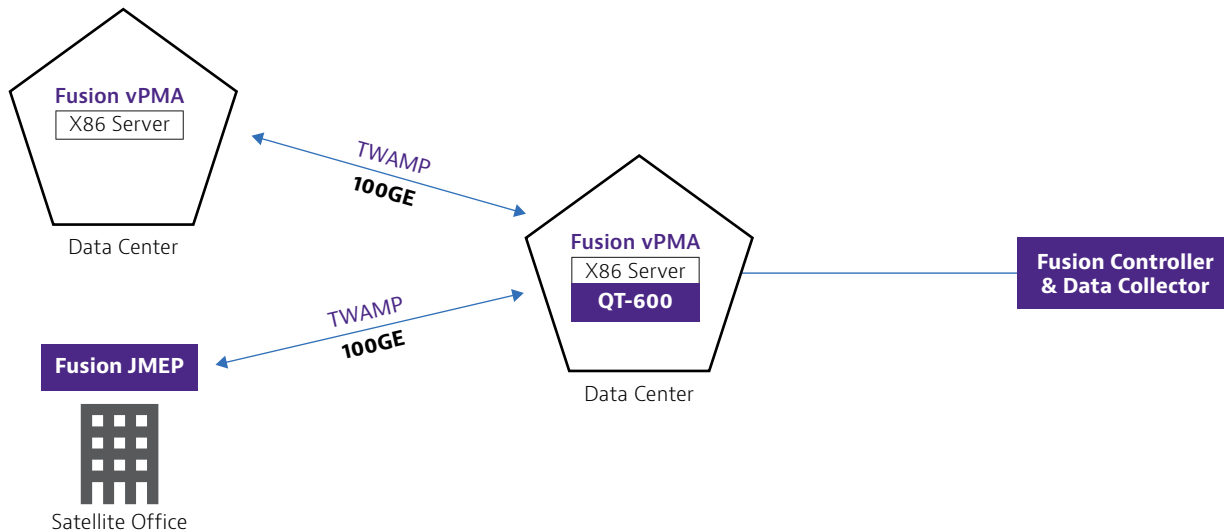 Fusion vPMA
X86 Server
Data Center
TWAMP
100GE
Fusion vPMA
X86 Server
QT-600
Data Center
Fusion Controller
& Data Collector
TWAMP
100GE
Fusion JMEP
Satellite Office